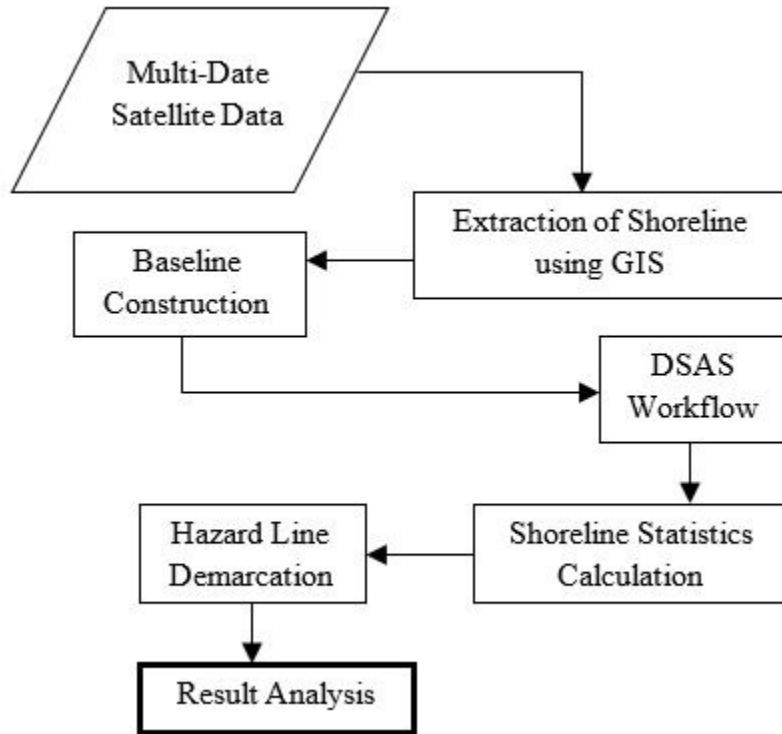 Multi-Date
Satellite Data
Extraction of Shoreline
using GIS
Baseline
Construction
DSAS
Workflow
Shoreline Statistics
Calculation
Hazard Line
Demarcation
Result Analysis